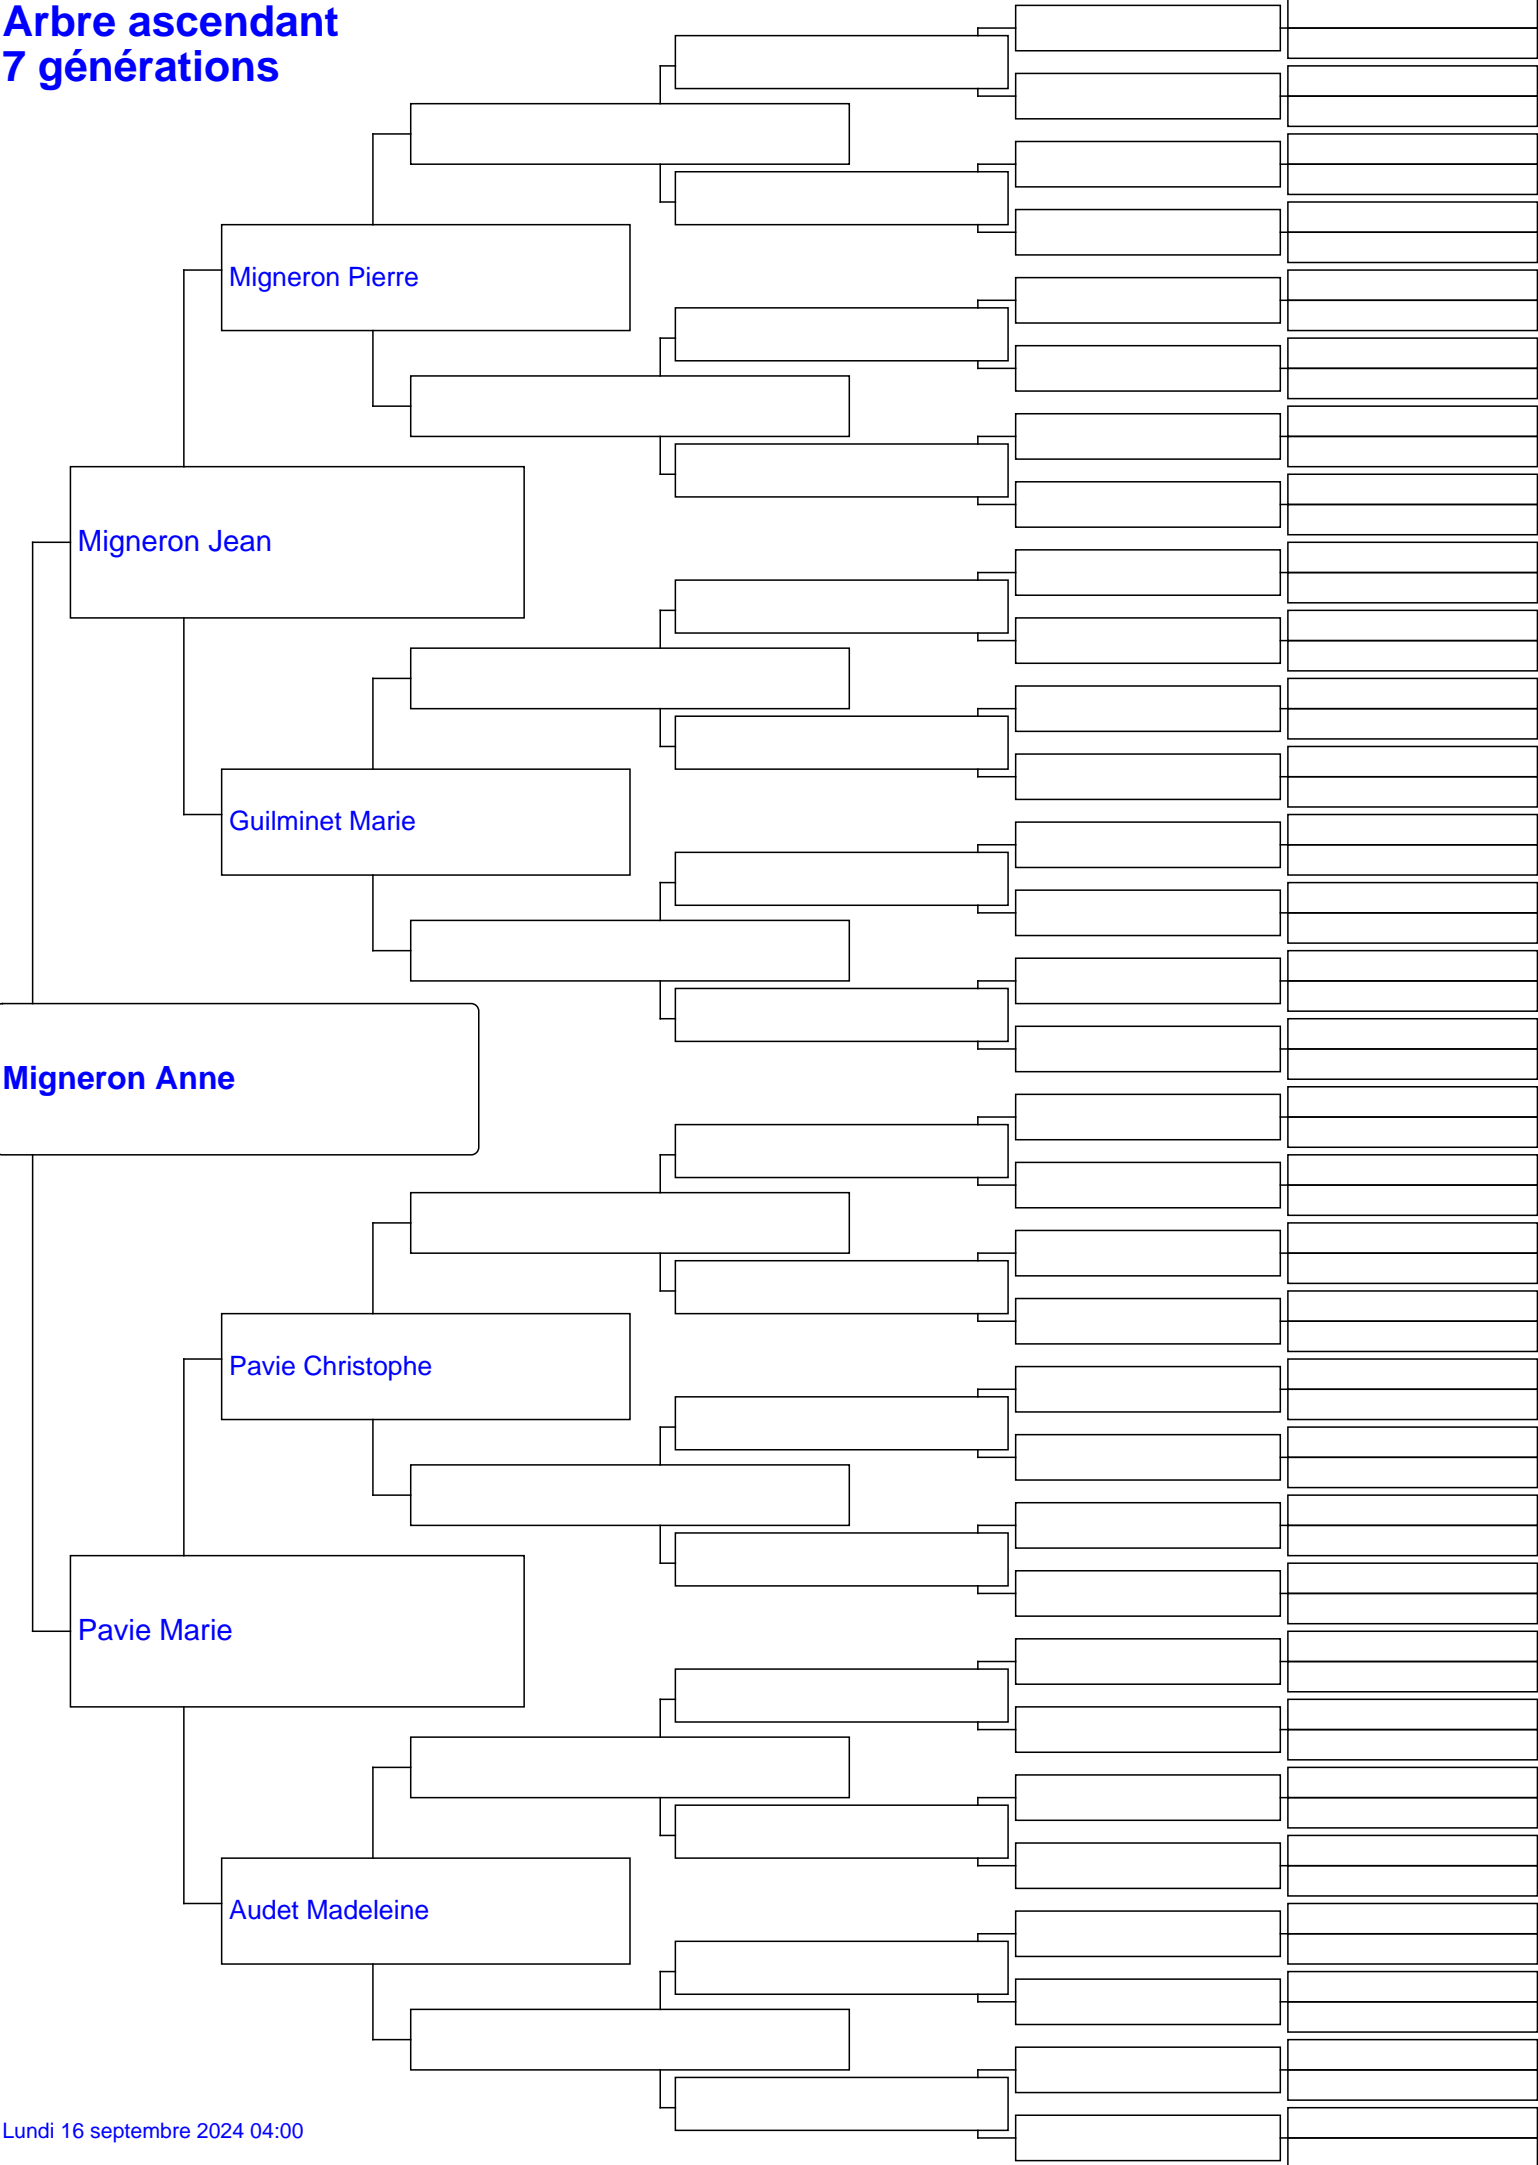 Arbre ascendant
7 générations
Migneron Pierre
Migneron Jean
Guilminet Marie
Migneron Anne
Pavie Christophe
Pavie Marie
Audet Madeleine
Lundi 16 septembre 2024 04:00